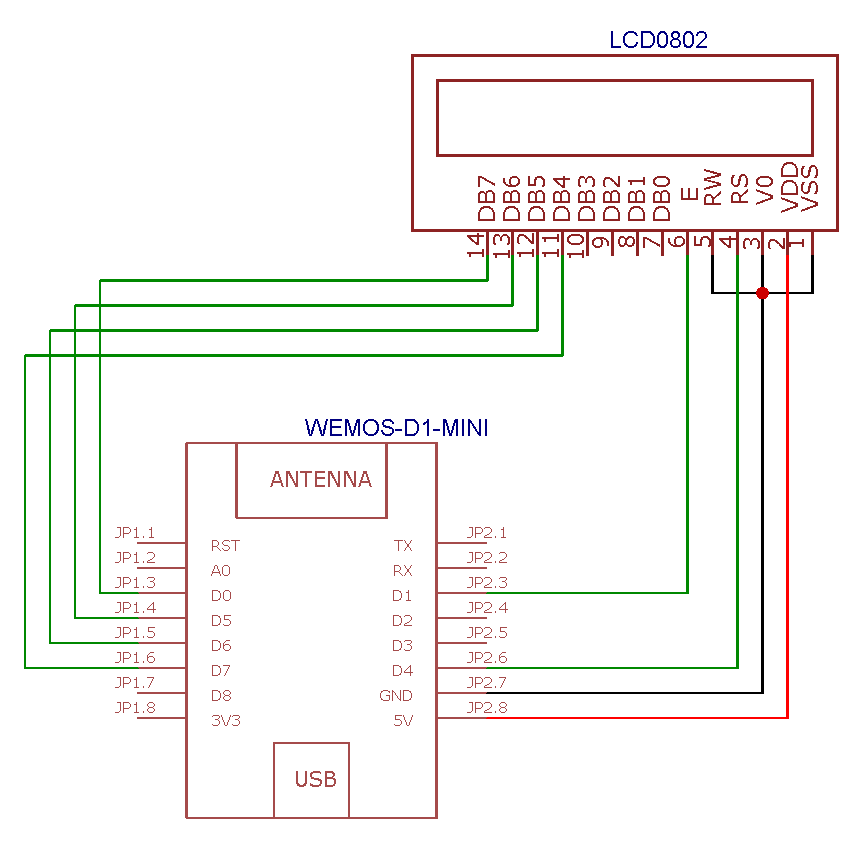 LCD0802
DB7 DB6 DB5 DB4 DB3 DB2 DB1 DB0 E RW RS V0 VDD VSS
14 13 12 11 10 9 8 7 6 5 4 3 2 1
WEMOS-D1-MINI
ANTENNA
JP1.1 RST TX JP2.1
JP1.2 A0 RX JP2.2
JP1.3 D0 D1 JP2.3
JP1.4 D5 D2 JP2.4
JP1.5 D6 D3 JP2.5
JP1.6 D7 D4 JP2.6
JP1.7 D8 GND JP2.7
JP1.8 3V3 5V JP2.8
USB